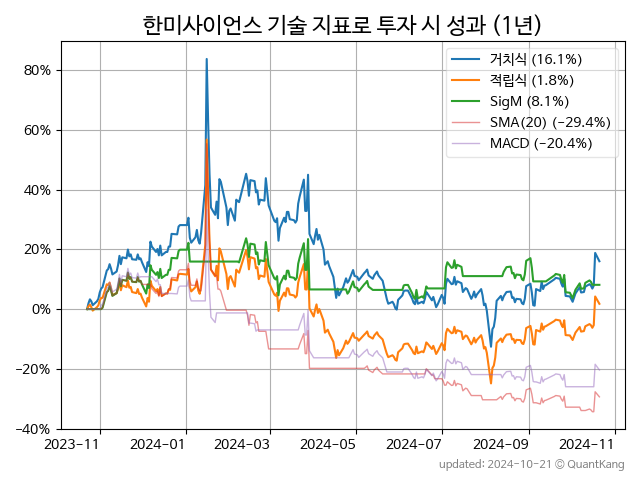 한미사이언스 기술 지표로 투자 시 성과 (1년)
거치식 (16.1%)
적립식 (1.8%)
SigM (8.1%)
SMA(20) (−29.4%)
MACD (−20.4%)
80%
60%
40%
20%
0%
−20%
−40%
2023−11 2024−01 2024−03 2024−05 2024−07 2024−09 2024−11
updated: 2024-10-21 © QuantKang